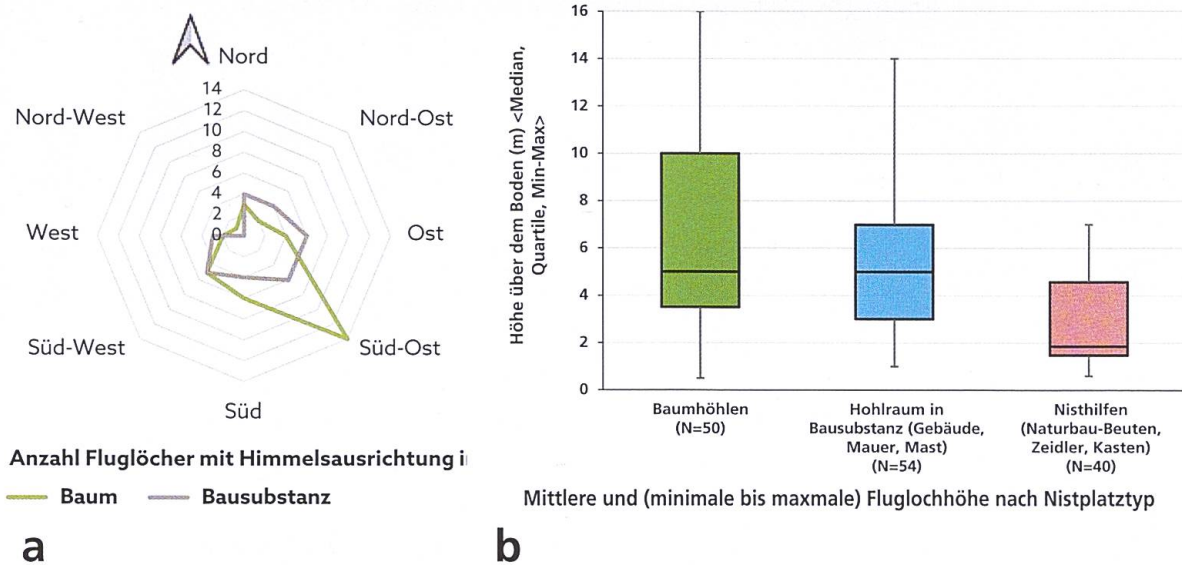 Nord
14
12
10
8
6
4
2
0
Nord-West
Nord-Ost
West
Ost
Süd-West
Süd-Ost
Süd
Anzahl Fluglöcher mit Himmelsausrichtung
Baum
Bausubstanz
a
Höhe über dem Boden (m) <Median,
Quartile, Min-Max>
16
14
12
10
8
6
4
2
0
Baumhöhlen
(N=50)
Hohlraum in
Bausubstanz (Gebäude,
Mauer, Mast)
(N=54)
Nisthilfen
(Naturbau-Beuten,
Zeidler, Kasten)
(N=40)
Mittlere und (minimale bis maxmale) Fluglochhöhe nach Nistplatztyp
b